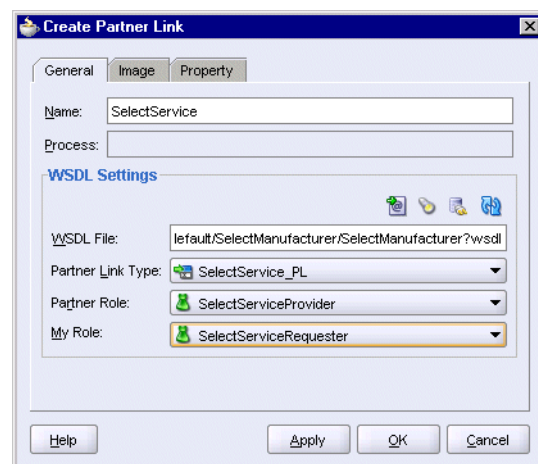 Create Partner Link
General Image Property
Name: SelectService
Process:
WSDL Settings
WSDL File: lefault/SelectManufacturer/SelectManufacturer?wsdl
Partner Link Type: SelectService_PL
Partner Role: SelectServiceProvider
My Role: SelectServiceRequester
Help Apply OK Cancel